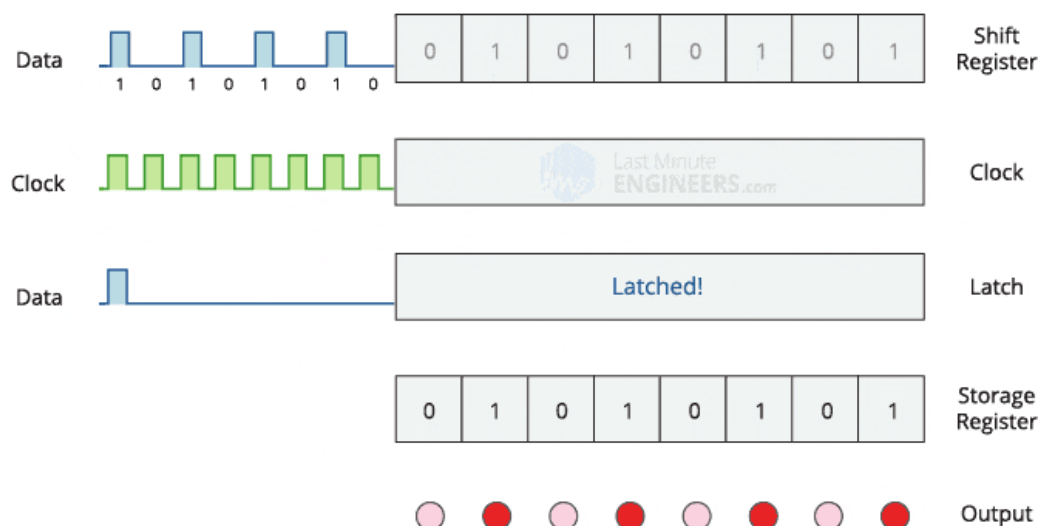 Data
1 0 1 0 1 0 1 0
0 1 0 1 0 1 0 1
Shift
Register
Clock
Last Minute
ENGINEERS.com
Clock
Data
Latched!
Latch
0 1 0 1 0 1 0 1
Storage
Register
Output